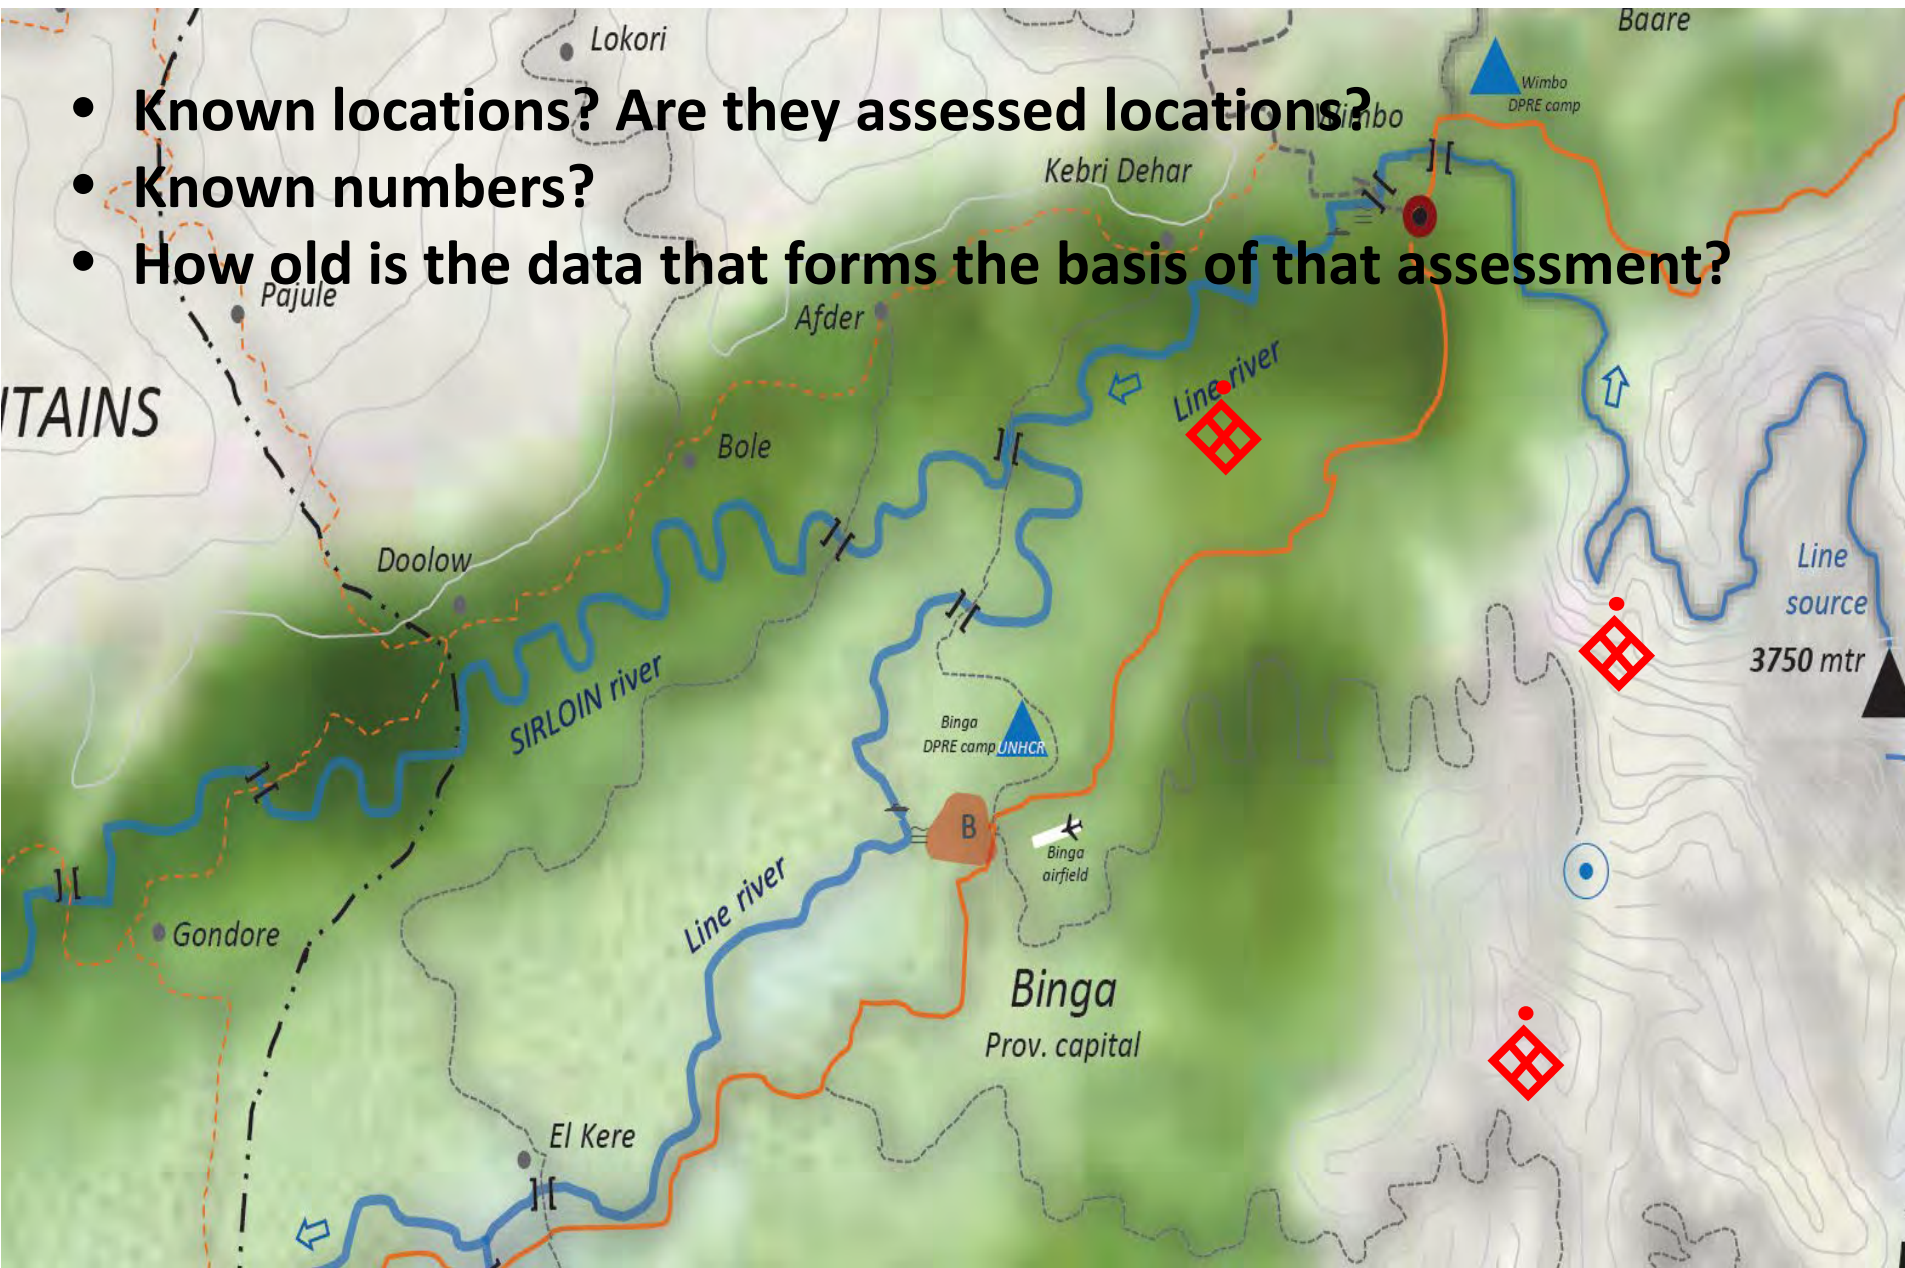 Baare
Lokori
Wimbo
DPRE camp
• Known locations? Are they assessed locations?
Wimbo
Kebri Dehar
• Known numbers?
• How old is the data that forms the basis of that assessment?
Pajule
Afder
Line river
NTAINS
Bole
Doolow
Line
source
3750 mtr
SIRLOIN river
Binga
DPRE camp UNHCR
B
Binga
airfield
Line river
Gondore
Binga
Prov. capital
El Kere